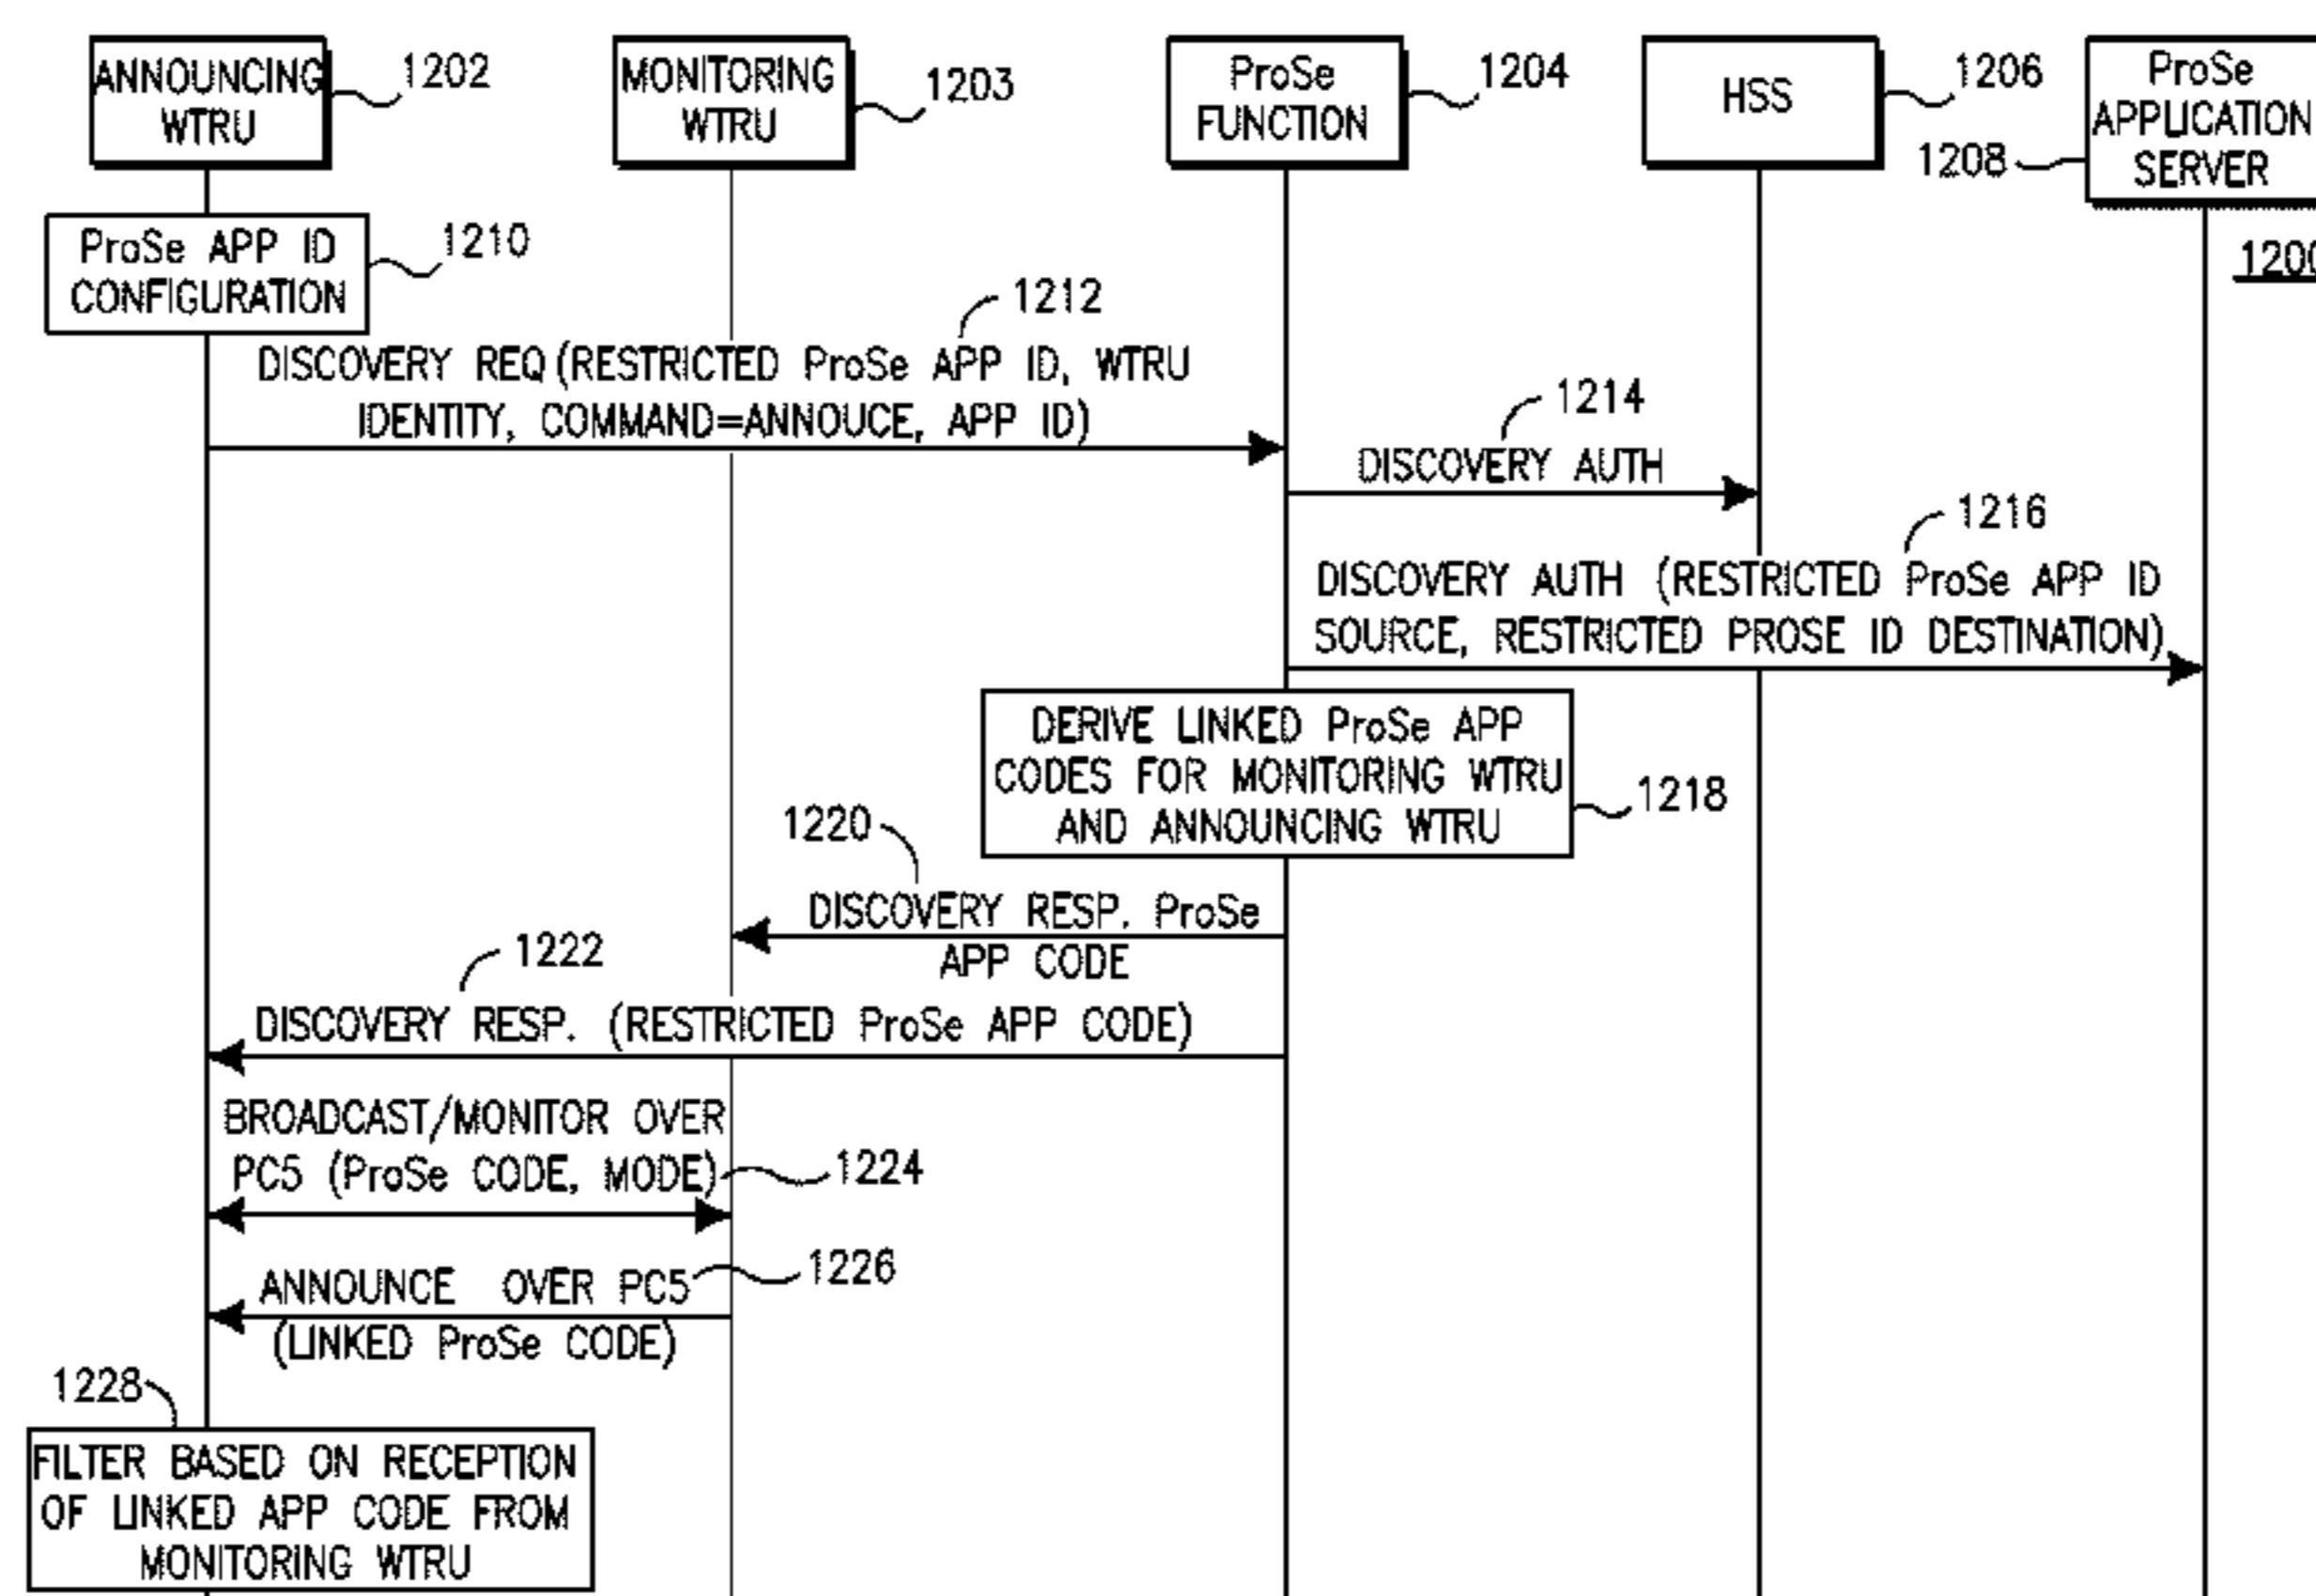 ANNOUNCING
WTRU
1202
MONITORING
WTRU
1203
ProSe
FUNCTION
1204
HSS
1206
ProSe
APPLICATION
SERVER
1208
1200
ProSe APP ID
CONFIGURATION
1210
1212
DISCOVERY REQ (RESTRICTED ProSe APP ID, WTRU
IDENTITY, COMMAND=ANNOUCE, APP ID)
1214
DISCOVERY AUTH
1216
DISCOVERY AUTH (RESTRICTED ProSe APP ID
SOURCE, RESTRICTED PROSE ID DESTINATION)
DERIVE LINKED ProSe APP
CODES FOR MONITORING WTRU
AND ANNOUNCING WTRU
1218
1220
DISCOVERY RESP. ProSe
APP CODE
1222
DISCOVERY RESP. (RESTRICTED ProSe APP CODE)
BROADCAST/MONITOR OVER
PC5 (ProSe CODE, MODE)
1224
ANNOUNCE OVER PC5
1226
(LINKED ProSe CODE)
1228
FILTER BASED ON RECEPTION
OF LINKED APP CODE FROM
MONITORING WTRU